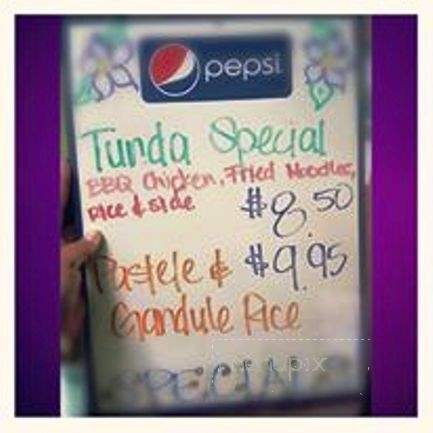 pepsi
Tunda Special
BBQ Chicken, Fried Noodles,
Rice & side $8.50
Pastele & $9.95
Gandule Rice
SPECIAL